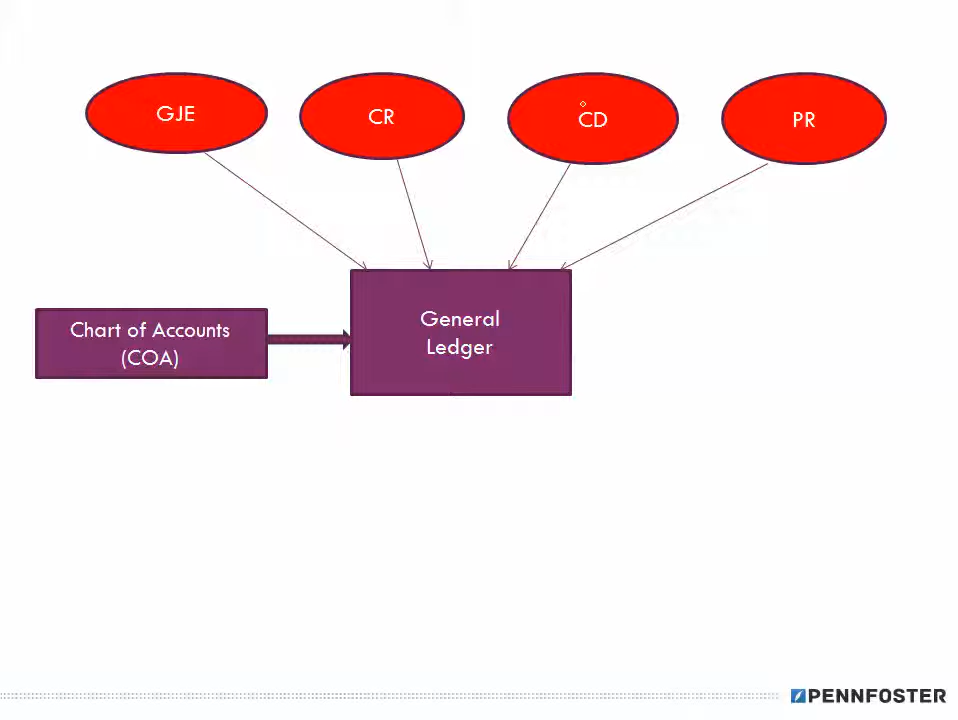 GJE
CR
CD
PR
General
Ledger
Chart of Accounts
(COA)
PENNFOSTER